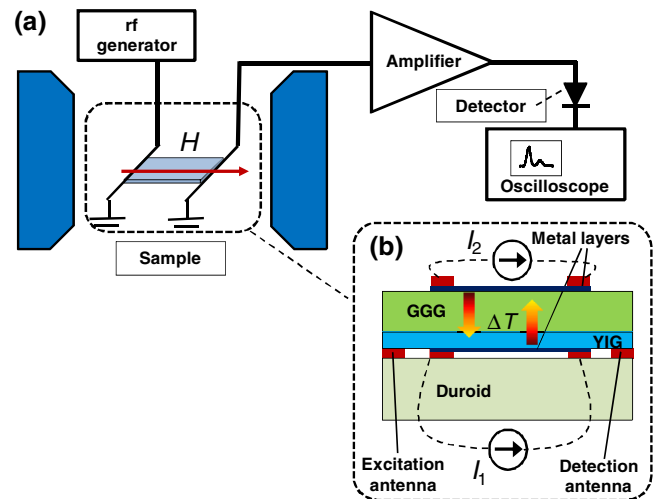 (a)
rf
generator
Amplifier
Detector
H
Oscilloscope
Sample
(b)
I2
Metal layers
GGG
ΔT
YIG
Duroid
Excitation
antenna
I1
Detection
antenna